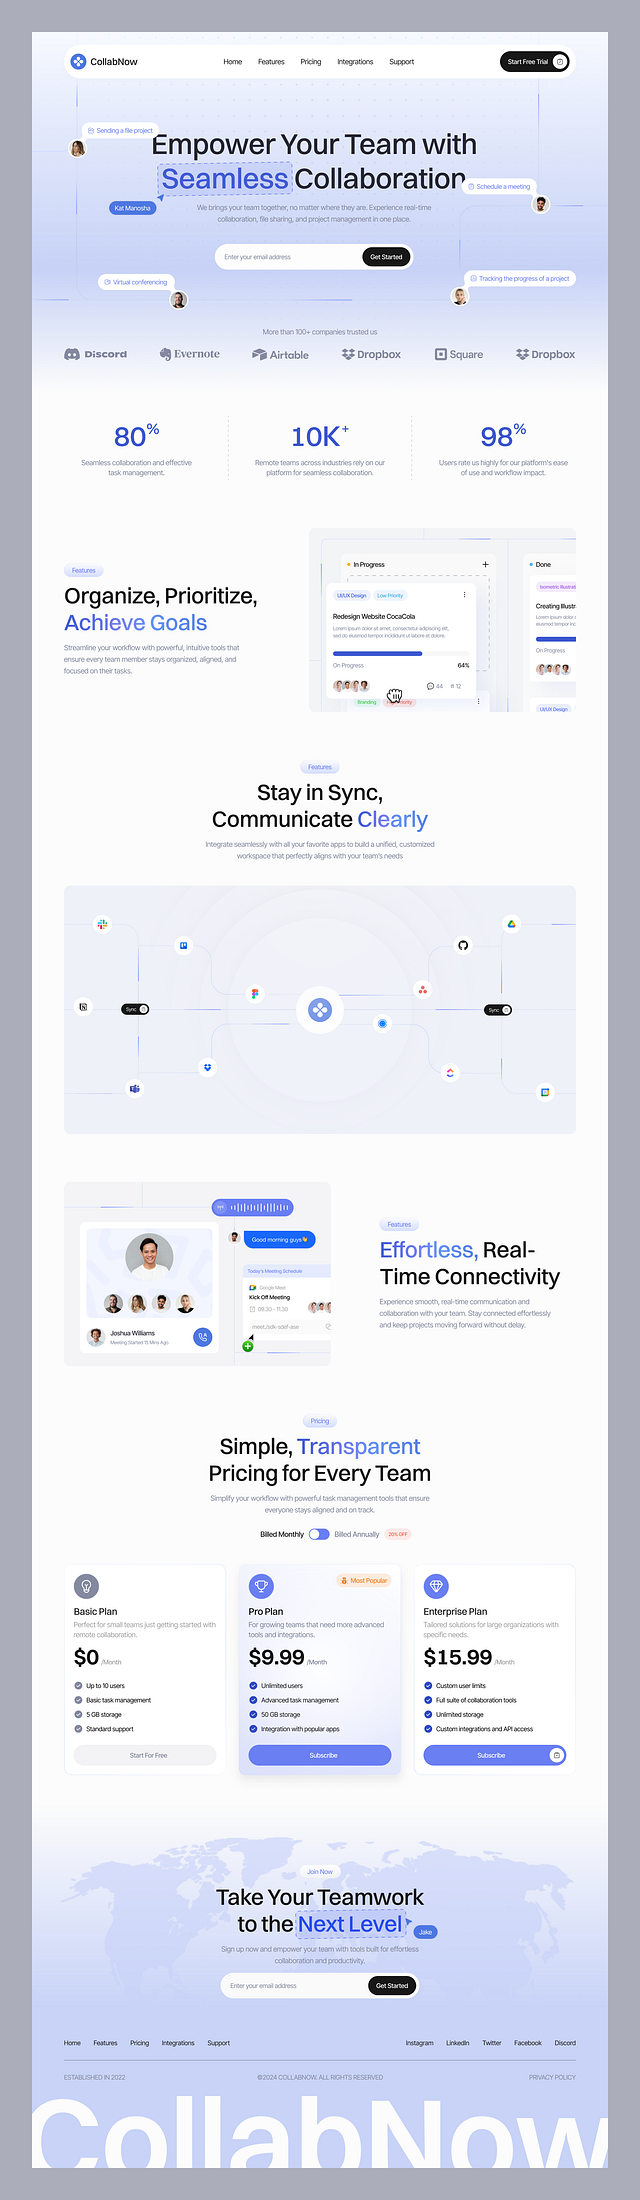 CollabNow
Home Features Pricing Integrations Support
Start Free Trial
Sending a file project
Empower Your Team with
Seamless Collaboration
Schedule a meeting
Kat Manosha
We brings your team together, no matter where they are. Experience real-time
collaboration, file sharing, and project management in one place.
Enter your email address
Get Started
Virtual conferencing
Tracking the progress of a project
More than 100+ companies trusted us
Discord Evernote Airtable Dropbox Square Dropbox
80%
Seamless collaboration and effective
task management.
10K+
Remote teams across industries rely on our
platform for seamless collaboration.
98%
Users rate us highly for our platform's ease
of use and workflow impact.
Features
Organize, Prioritize,
Achieve Goals
Streamline your workflow with powerful, intuitive tools that
ensure every team member stays organized, aligned, and
focused on their tasks.
In Progress
UI/UX Design Low Priority
Redesign Website CocaCola
Lorem ipsum dolor sit amet, consectetur adipiscing elit,
sed do eiusmod tempor incididunt ut labore et dolore.
On Progress 64%
44 12
Branding
Priority
Done
Isometric Illustra
Creating Illustr
Lorem ipsum dolor sit
sed do eiusmod temp
On Progress
UI/UX Design
Features
Stay in Sync,
Communicate Clearly
Integrate seamlessly with all your favorite apps to build a unified, customized
workspace that perfectly aligns with your team's needs
Sync
Sync
Good morning guys👋
Today's Meeting Schedule
Google Meet
Kick Off Meeting
09.30 - 11.30
Joshua Williams
Meeting Started 15 Mins Ago
Features
Effortless, Real-
Time Connectivity
Experience smooth, real-time communication and
collaboration with your team. Stay connected effortlessly
and keep projects moving forward without delay.
Pricing
Simple, Transparent
Pricing for Every Team
Simplify your workflow with powerful task management tools that ensure
everyone stays aligned and on track.
Billed Monthly Billed Annually 20% OFF
Basic Plan
Perfect for small teams just getting started with
remote collaboration.
$0 /Month
Up to 10 users
Basic task management
5 GB storage
Standard support
Start For Free
Most Popular
Pro Plan
For growing teams that need more advanced
tools and integrations.
$9.99 /Month
Unlimited users
Advanced task management
50 GB storage
Integration with popular apps
Subscribe
Enterprise Plan
Tailored solutions for large organizations with
specific needs.
$15.99 /Month
Custom user limits
Full suite of collaboration tools
Unlimited storage
Custom integrations and API access
Subscribe
Join Now
Take Your Teamwork
to the Next Level
Jake
Sign up now and empower your team with tools built for effortless
collaboration and productivity.
Enter your email address
Get Started
Home Features Pricing Integrations Support
Instagram LinkedIn Twitter Facebook Discord
ESTABLISHED IN 2022
©2024 COLLABNOW. ALL RIGHTS RESERVED
PRIVACY POLICY
CollabNow